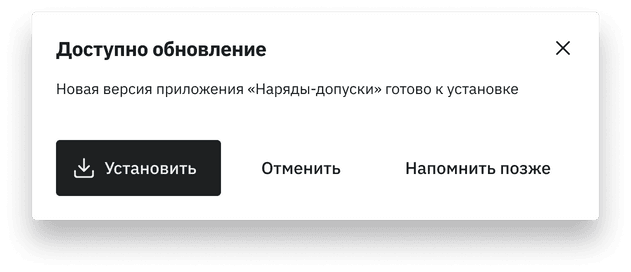 Доступно обновление
Новая версия приложения «Наряды-допуски» готово к установке
Установить
Отменить
Напомнить позже